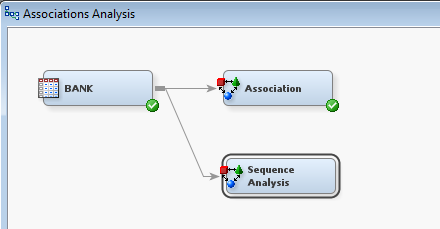 Associations Analysis
BANK
Association
Sequence
Analysis